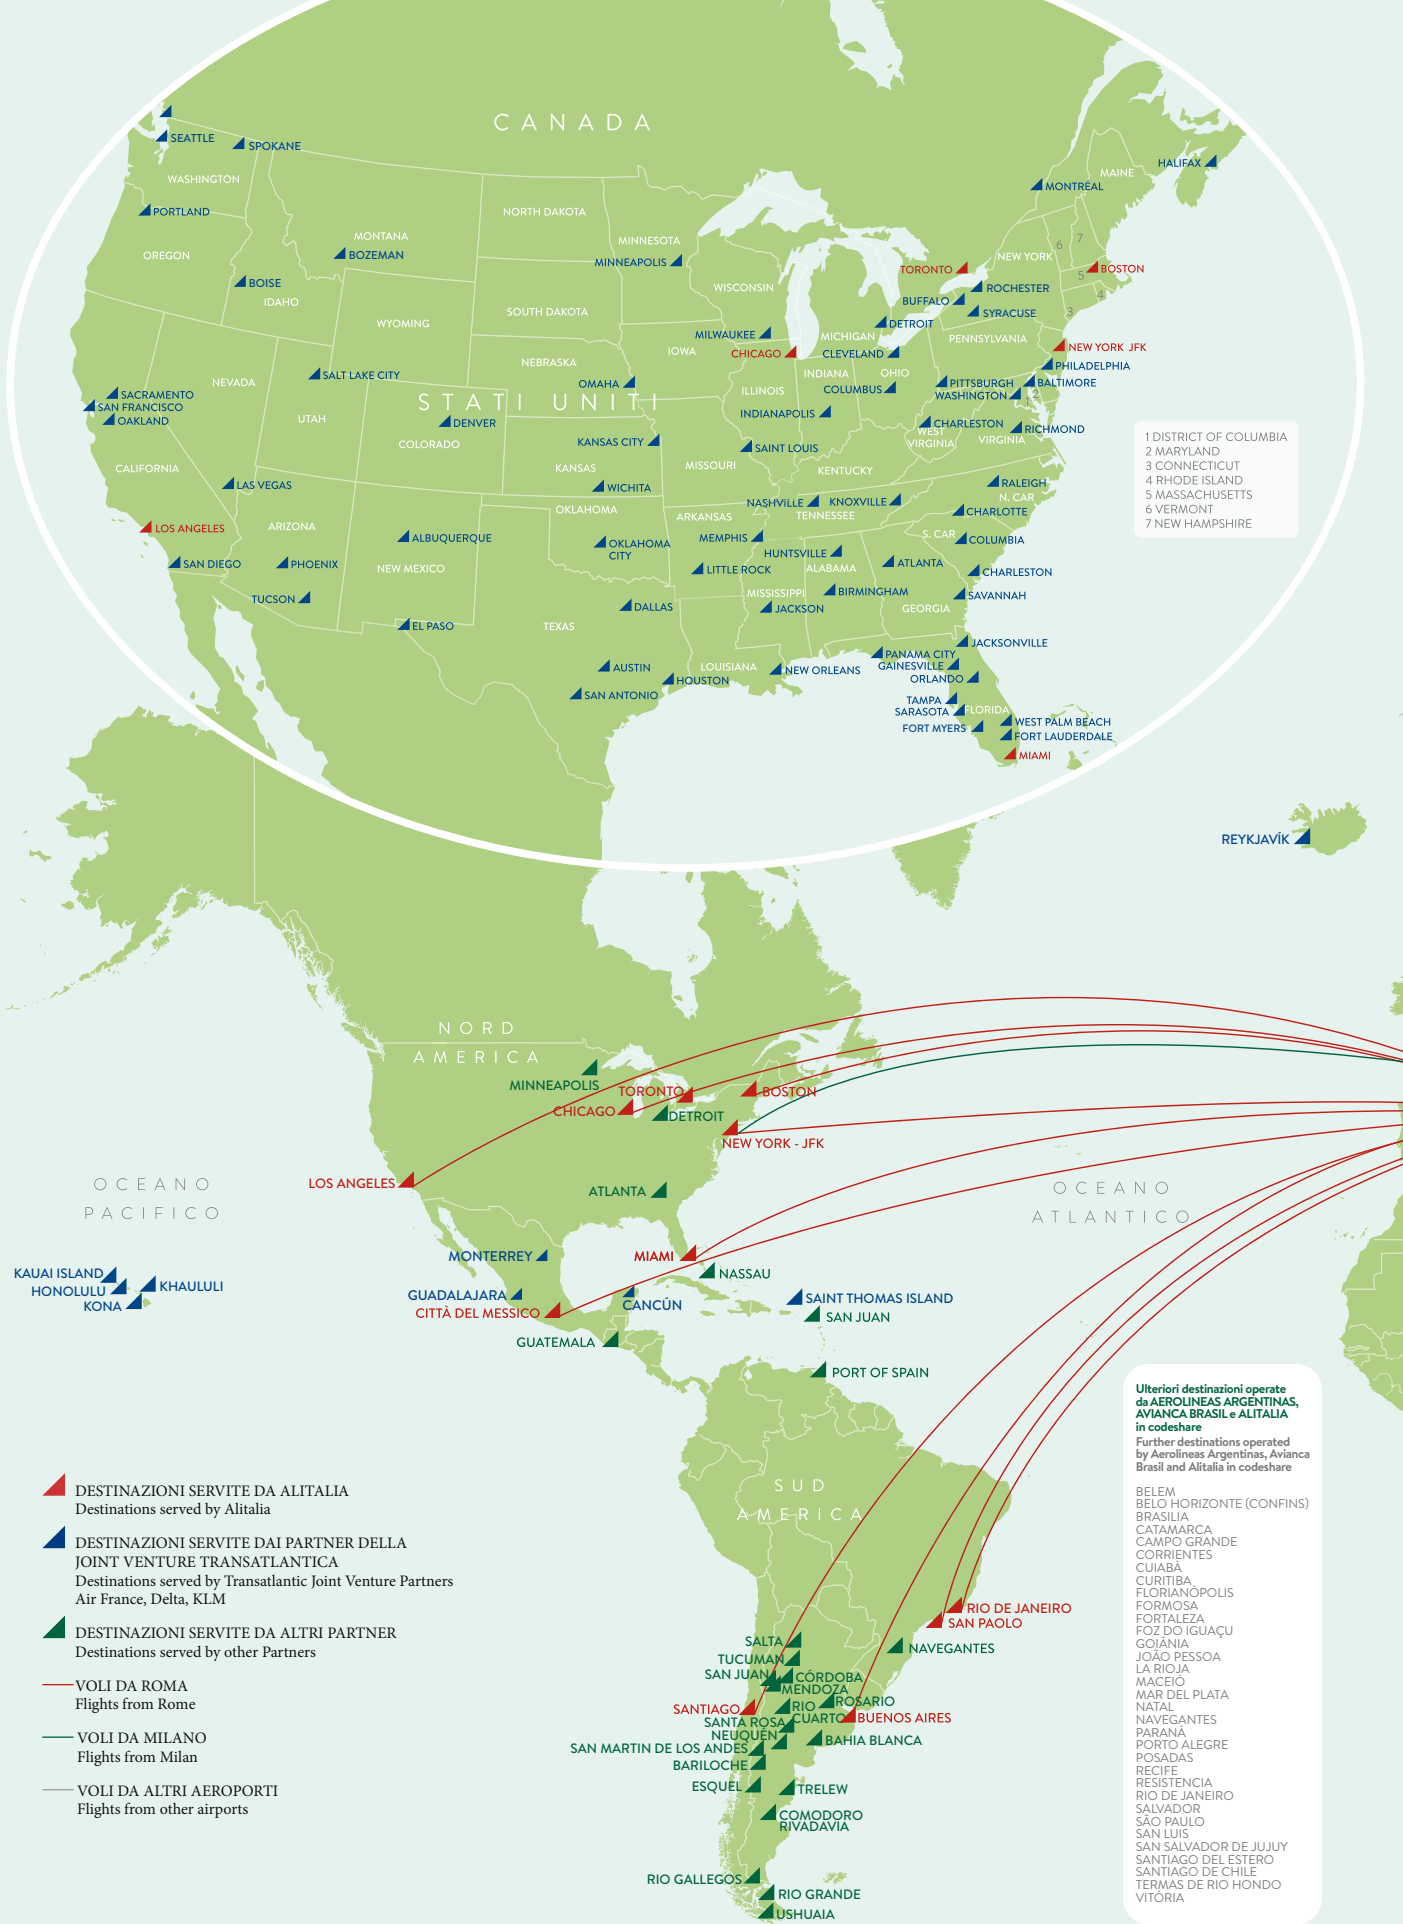 CANADA
SEATTLE
SPOKANE
WASHINGTON
HALIFAX
MAINE
MONTRÉAL
PORTLAND
NORTH DAKOTA
MONTANA
MINNESOTA
6
7
OREGON
BOZEMAN
MINNEAPOLIS
NEW YORK
TORONTO
BOSTON
5
BOISE
IDAHO
WISCONSIN
ROCHESTER
BUFFALO
4
SYRACUSE
3
WYOMING
SOUTH DAKOTA
DETROIT
MILWAUKEE
MICHIGAN
PENNSYLVANIA
NEW YORK JFK
IOWA
CHICAGO
CLEVELAND
NEBRASKA
PHILADELPHIA
INDIANA
OHIO
SALT LAKE CITY
NEVADA
OMAHA
ILLINOIS
COLUMBUS
PITTSBURGH
BALTIMORE
WASHINGTON
1
2
SACRAMENTO
SAN FRANCISCO
OAKLAND
STATI UNITI
UTAH
DENVER
INDIANAPOLIS
CHARLESTON
RICHMOND
WEST
VIRGINIA
VIRGINIA
COLORADO
KANSAS CITY
SAINT LOUIS
1 DISTRICT OF COLUMBIA
2 MARYLAND
3 CONNECTICUT
4 RHODE ISLAND
5 MASSACHUSETTS
6 VERMONT
7 NEW HAMPSHIRE
CALIFORNIA
KANSAS
MISSOURI
KENTUCKY
LAS VEGAS
WICHITA
RALEIGH
N. CAR
NASHVILLE
KNOXVILLE
OKLAHOMA
ARKANSAS
TENNESSEE
CHARLOTTE
LOS ANGELES
ARIZONA
ALBUQUERQUE
OKLAHOMA
CITY
MEMPHIS
S. CAR
COLUMBIA
HUNTSVILLE
SAN DIEGO
PHOENIX
NEW MEXICO
LITTLE ROCK
ALABAMA
ATLANTA
CHARLESTON
TUCSON
MISSISSIPPI
BIRMINGHAM
SAVANNAH
DALLAS
JACKSON
GEORGIA
EL PASO
TEXAS
JACKSONVILLE
PANAMA CITY
AUSTIN
LOUISIANA
NEW ORLEANS
GAINESVILLE
HOUSTON
ORLANDO
SAN ANTONIO
TAMPA
SARASOTA
FLORIDA
FORT MYERS
WEST PALM BEACH
FORT LAUDERDALE
MIAMI
REYKJAVÍK
NORD
AMERICA
MINNEAPOLIS
TORONTO
BOSTON
CHICAGO
DETROIT
NEW YORK - JFK
LOS ANGELES
ATLANTA
OCEANO
PACIFICO
OCEANO
ATLANTICO
MONTERREY
MIAMI
NASSAU
KAUAI ISLAND
HONOLULU
KHAULULI
KONA
GUADALAJARA
CITTÀ DEL MESSICO
CANCÚN
SAINT THOMAS ISLAND
SAN JUAN
GUATEMALA
PORT OF SPAIN
Ulteriori destinazioni operate
da AEROLINEAS ARGENTINAS,
AVIANCA BRASIL e ALITALIA
in codeshare
Further destinations operated
by Aerolineas Argentinas, Avianca
Brasil and Alitalia in codeshare
BELEM
BELO HORIZONTE (CONFINS)
BRASILIA
CATAMARCA
CAMPO GRANDE
CORRIENTES
CUIABÀ
CURITIBA
FLORIANÒPOLIS
FORMOSA
FORTALEZA
FOZ DO IGUAÇU
GOIÂNIA
JOÃO PESSOA
LA RIOJA
MACEIÒ
MAR DEL PLATA
NATAL
NAVEGANTES
PARANÀ
PORTO ALEGRE
POSADAS
RECIFE
RESISTENCIA
RIO DE JANEIRO
SALVADOR
SÃO PAULO
SAN LUIS
SAN SALVADOR DE JUJUY
SANTIAGO DEL ESTERO
SANTIAGO DE CHILE
TERMAS DE RIO HONDO
VITÓRIA
SUD
AMERICA
DESTINAZIONI SERVITE DA ALITALIA
Destinations served by Alitalia
DESTINAZIONI SERVITE DAI PARTNER DELLA
JOINT VENTURE TRANSATLANTICA
Destinations served by Transatlantic Joint Venture Partners
Air France, Delta, KLM
DESTINAZIONI SERVITE DA ALTRI PARTNER
Destinations served by other Partners
VOLI DA ROMA
Flights from Rome
VOLI DA MILANO
Flights from Milan
VOLI DA ALTRI AEROPORTI
Flights from other airports
RIO DE JANEIRO
SAN PAOLO
SALTA
NAVEGANTES
TUCUMAN
SAN JUAN
CÓRDOBA
MENDOZA
ROSARIO
SANTIAGO
RIO
CUARTO
BUENOS AIRES
SANTA ROSA
NEUQUÉN
BAHIA BLANCA
SAN MARTIN DE LOS ANDES
BARILOCHE
ESQUEL
TRELEW
COMODORO
RIVADAVIA
RIO GALLEGOS
RIO GRANDE
USHUAIA